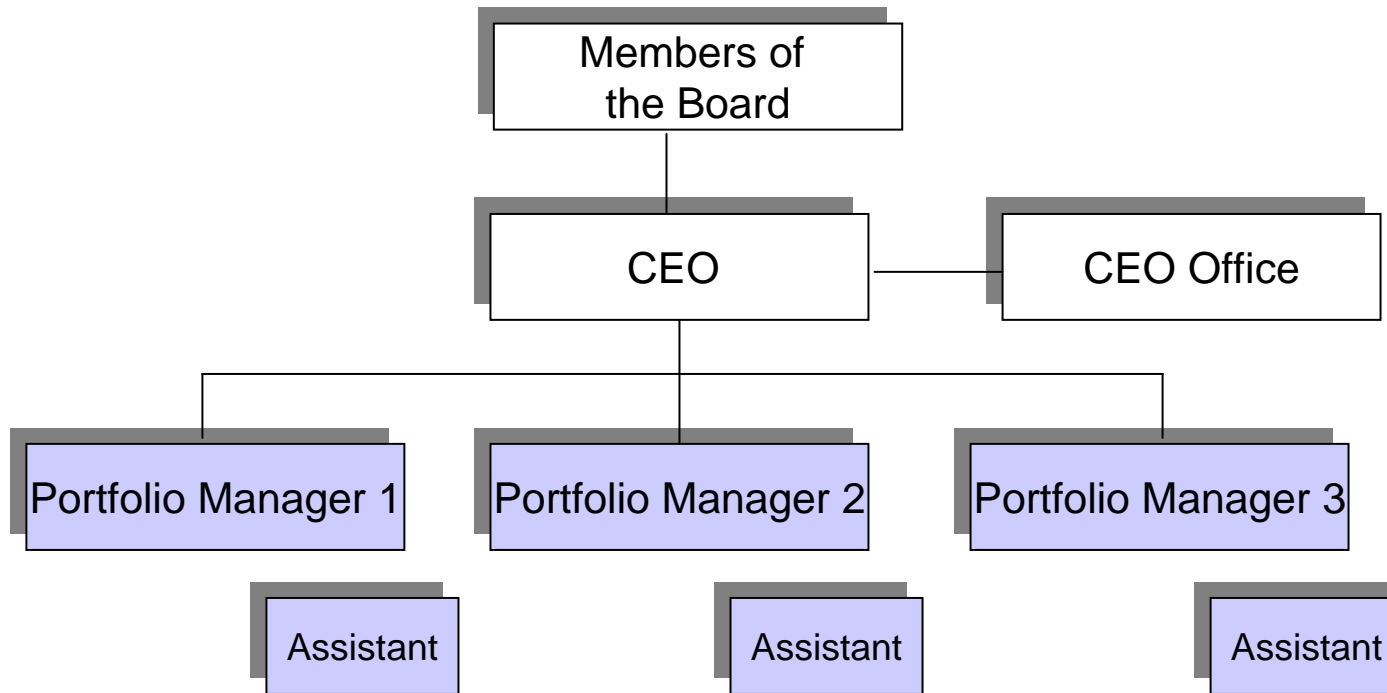 Members of
the Board
CEO
CEO Office
Portfolio Manager 1
Portfolio Manager 2
Portfolio Manager 3
Assistant
Assistant
Assistant